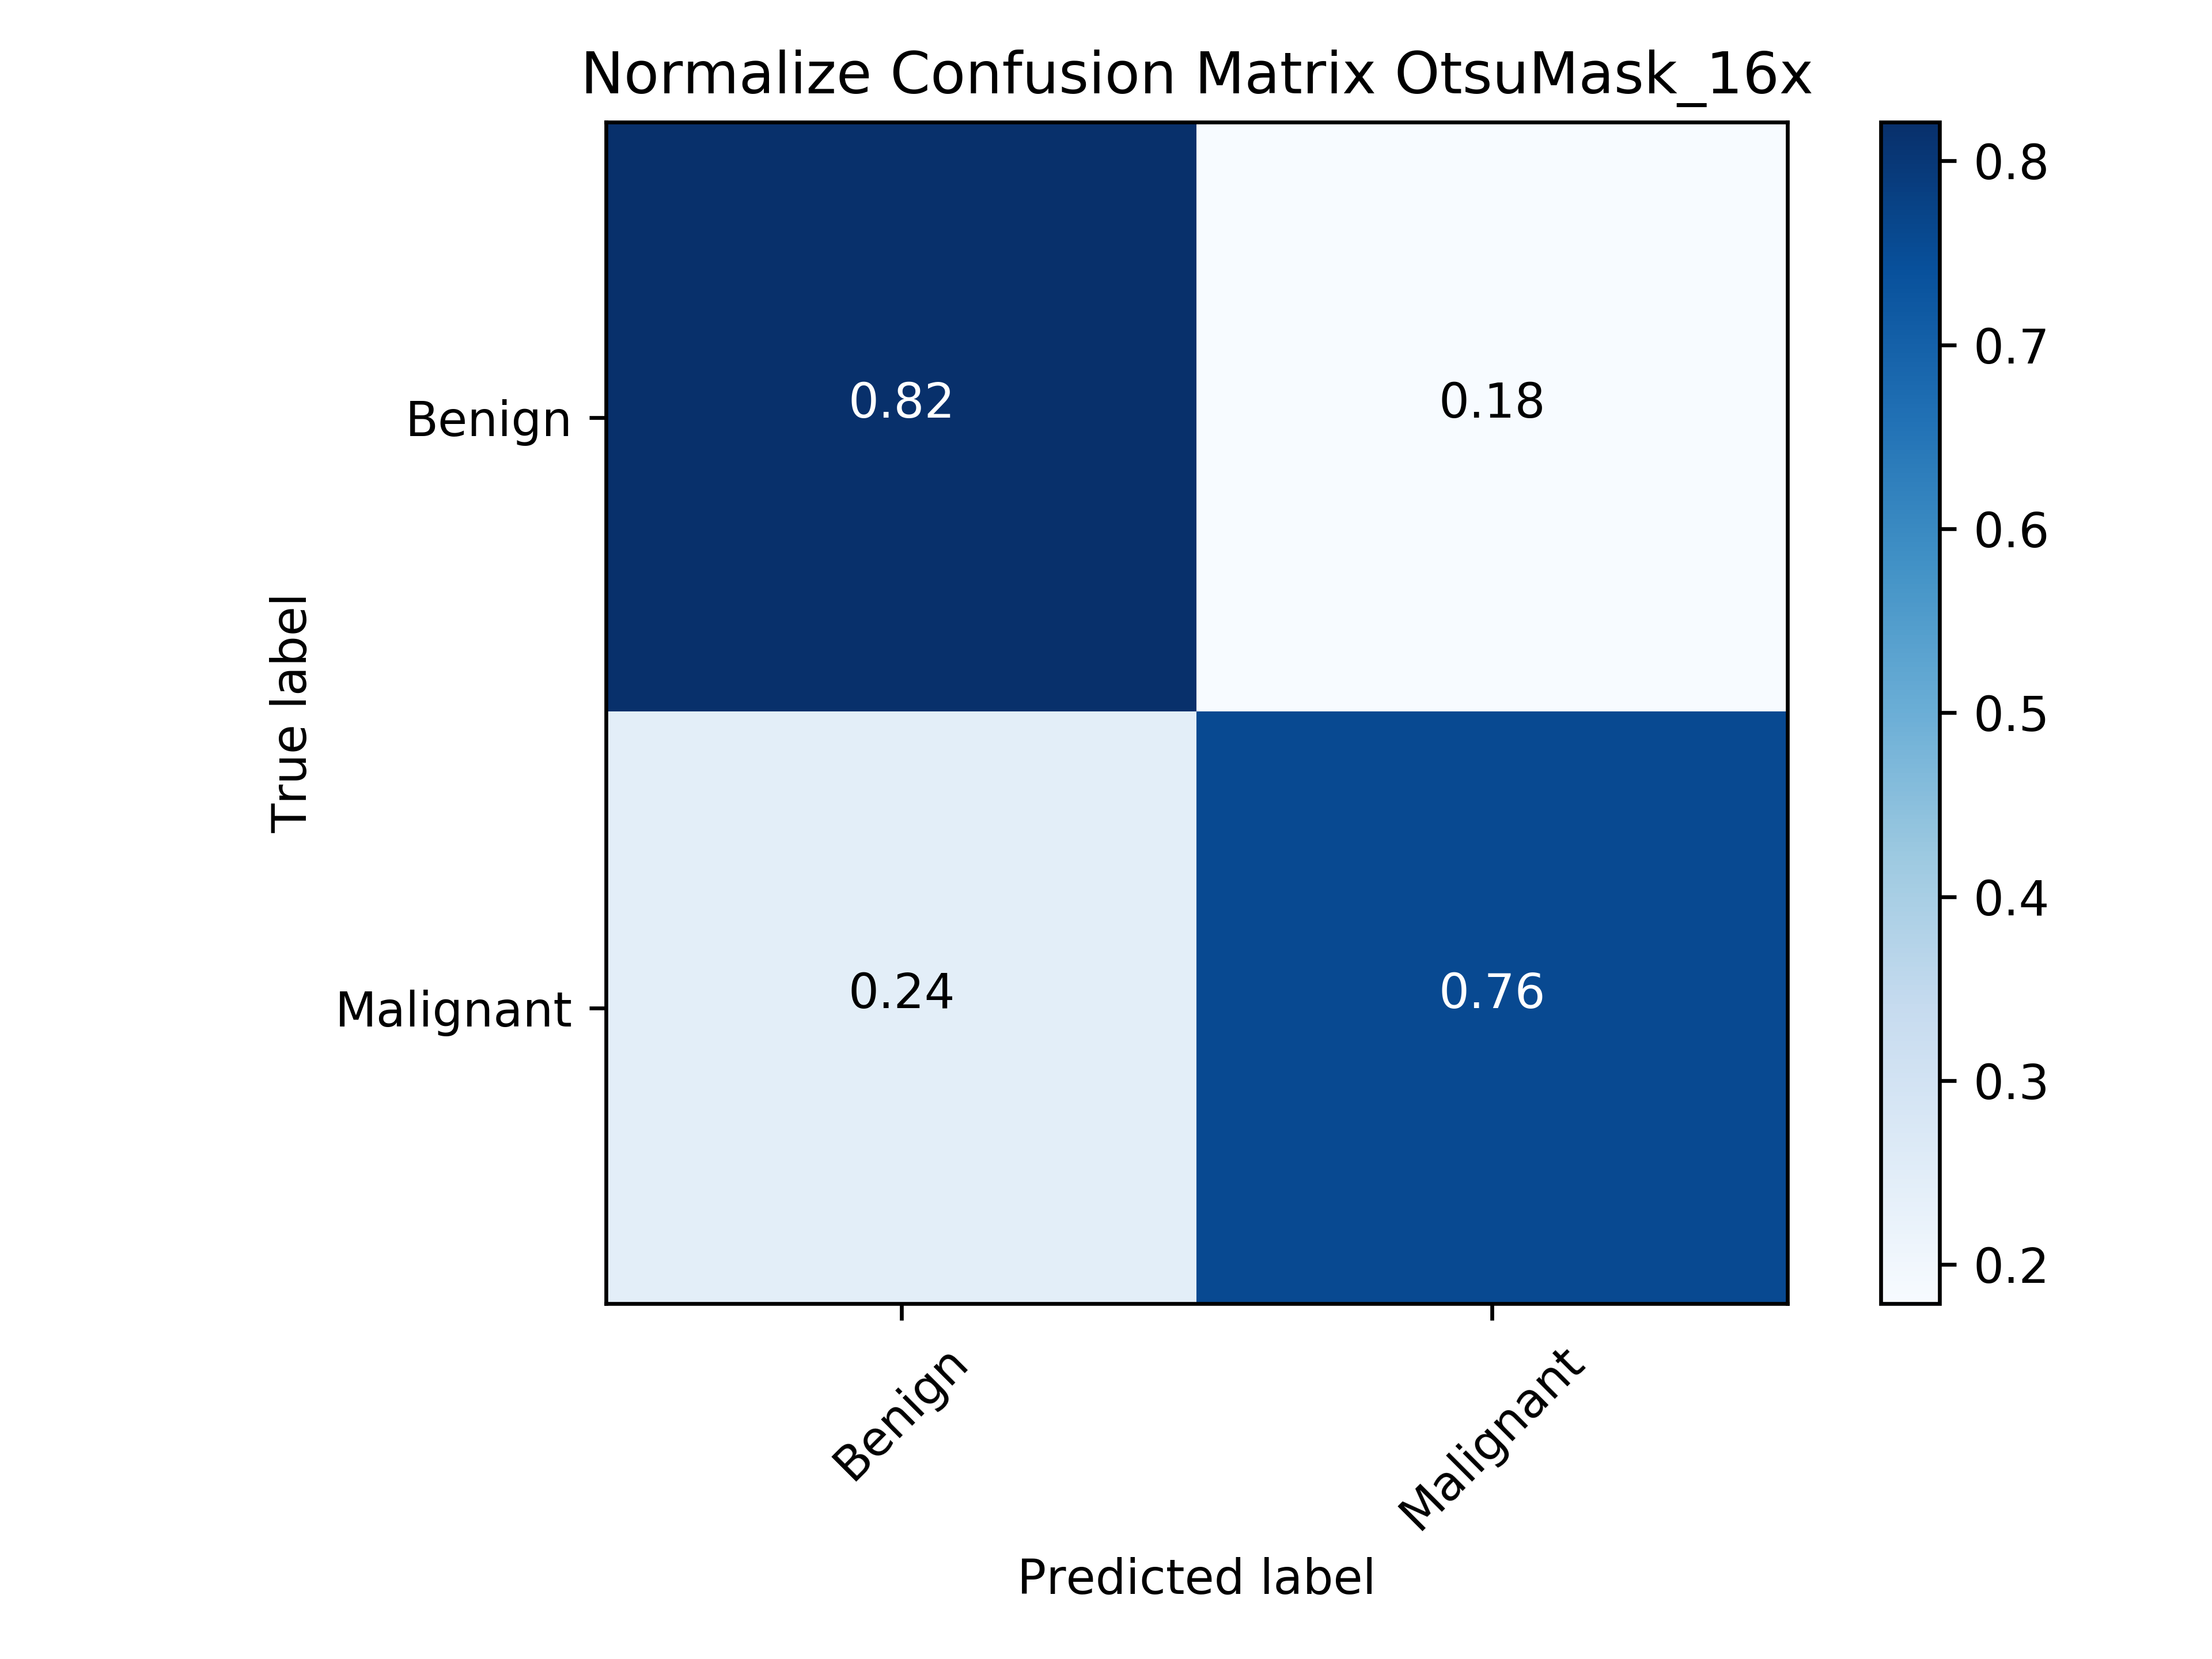 Normalize Confusion Matrix OtsuMask_16x
True label
Benign
Malignant
0.82
0.18
0.24
0.76
Benign
Malignant
Predicted label
0.8
0.7
0.6
0.5
0.4
0.3
0.2